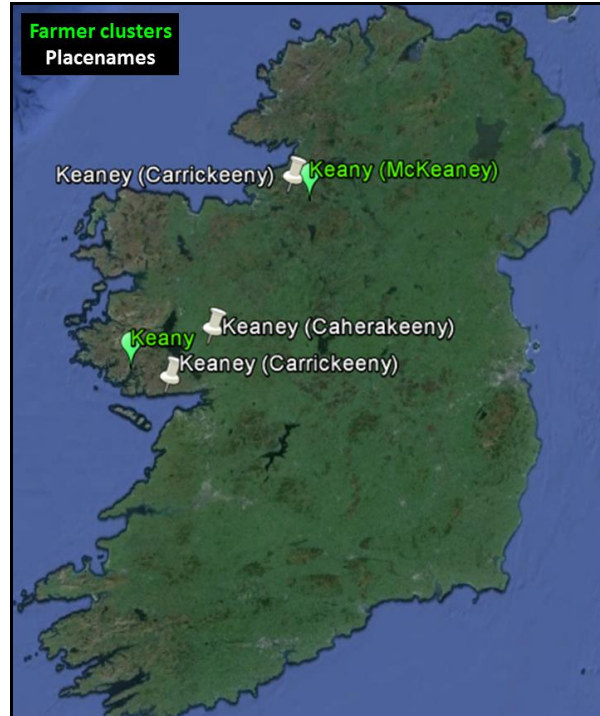 Farmer clusters
Placenames
Keaney (Carrickeeny)
Keany (McKeaney)
Keaney (Caherakeeny)
Keany
Keaney (Carrickeeny)